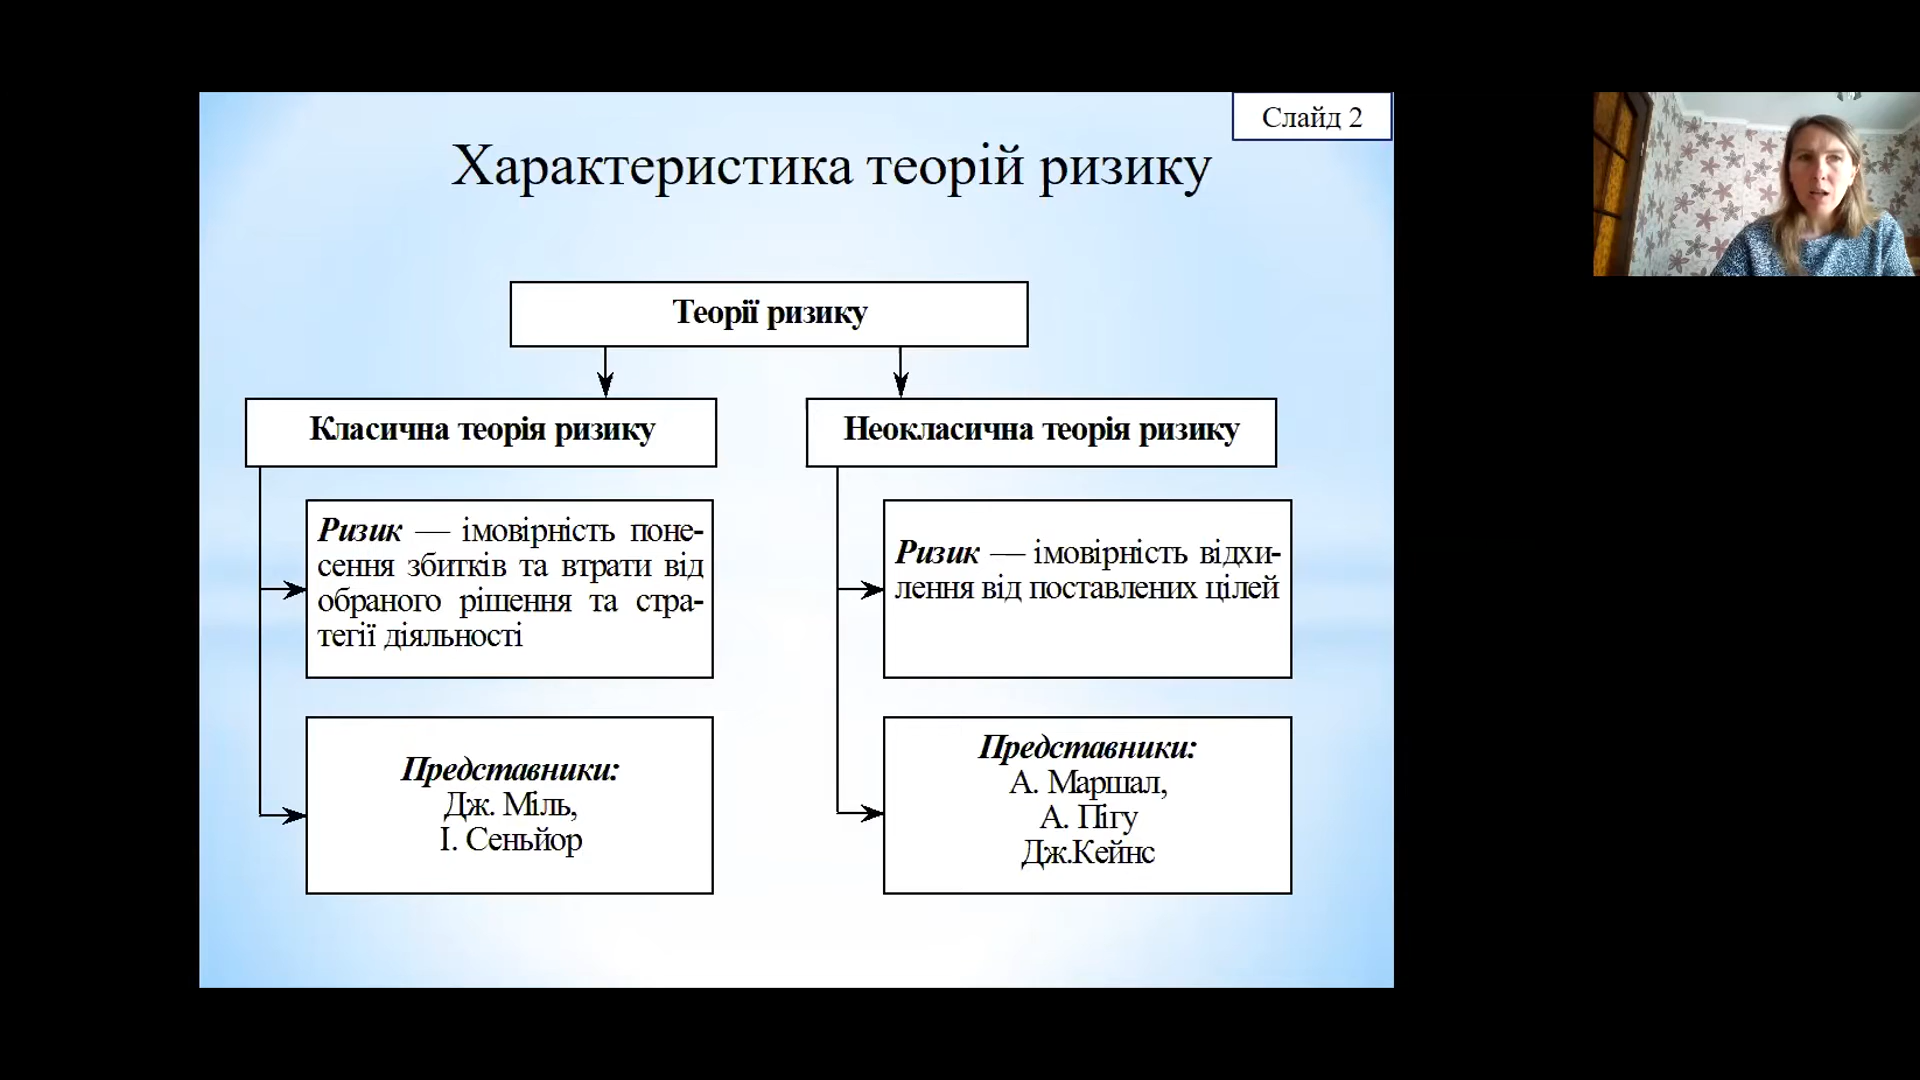 Слайд 2
Характеристика теорій ризику
Теорії ризику
Класична теорія ризику
Ризик — імовірність поне-
сення збитків та втрати від
обраного рішення та стра-
тегії діяльності
Представники:
Дж. Міль,
І. Сеньйор
Неокласична теорія ризику
Ризик — імовірність відхи-
лення від поставлених цілей
Представники:
А. Маршал,
А. Пігу
Дж.Кейнс